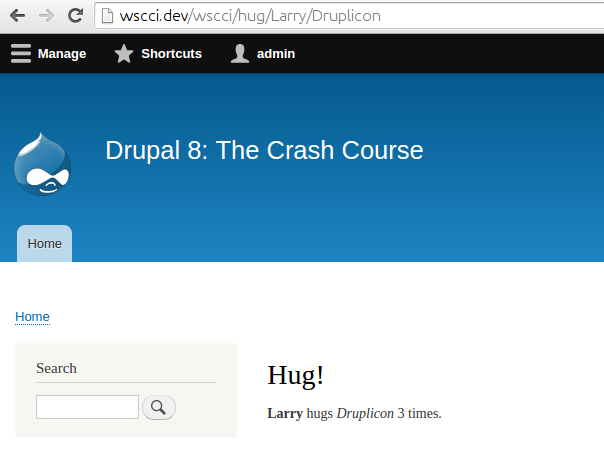 wscci.dev/wscci/hug/Larry/Druplicon
Manage Shortcuts admin
Drupal 8: The Crash Course
Home
Home
Search
Hug!
Larry hugs Druplicon 3 times.